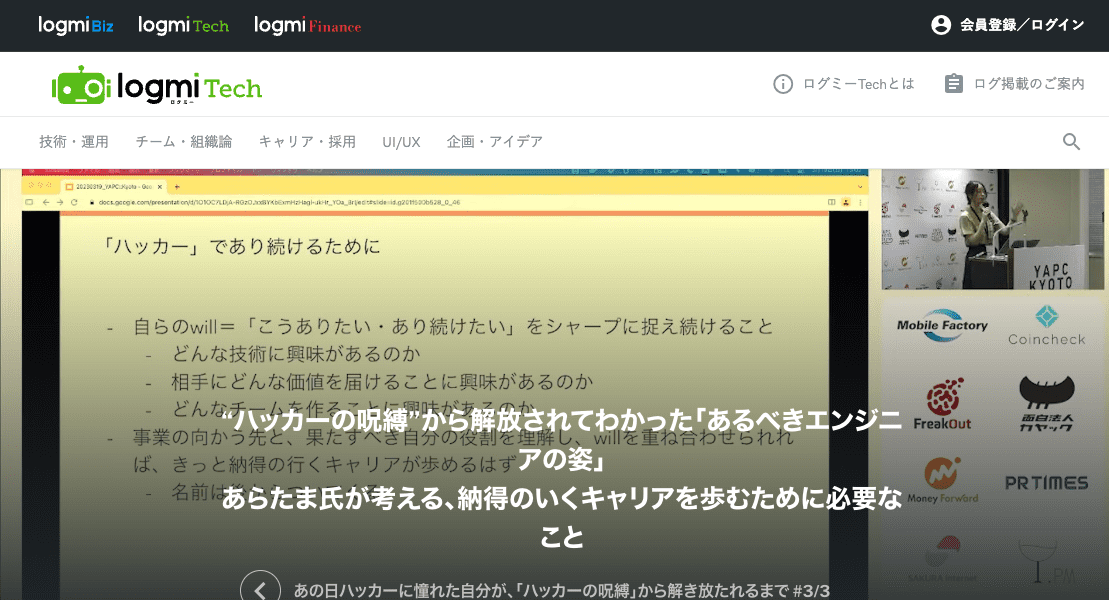 logmi Biz logmi Tech logmi Finance 会員登録／ログイン
logmi Tech ログミー ログミーTechとは ログ掲載のご案内
技術・運用 チーム・組織論 キャリア・採用 UI/UX 企画・アイデア
「ハッカー」であり続けるために
- 自らのwill＝「こうありたい・あり続けたい」をシャープに捉え続けること
- どんな技術に興味があるのか
- 相手にどんな価値を届けることに興味があるのか
- どんなチームを作ることに興味があるのか
- 事業の向かう先と、果たすべき自分の役割を理解し、willを重ね合わせられれ
ば、きっと納得の行くキャリアが歩めるはず
- 名前は
YAPC
KYOTO
Mobile Factory
Coincheck
FreakOut
面白法人
カヤック
Money Forward
PR TIMES
SAKURA internet
.PM
“ハッカーの呪縛”から解放されてわかった「あるべきエンジニ
アの姿」
あらたま氏が考える、納得のいくキャリアを歩むために必要な
こと
あの日ハッカーに憧れた自分が、「ハッカーの呪縛」から解き放たれるまで #3/3